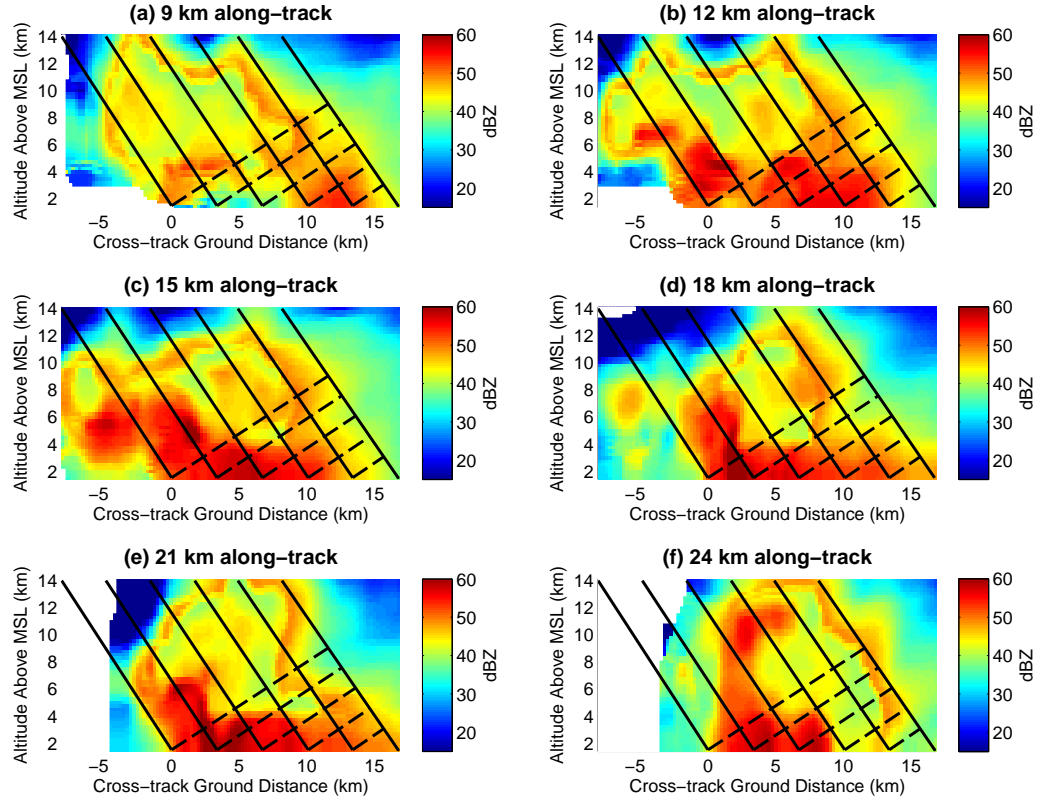 (a) 9 km along−track
14
12
10
8
6
4
2
Altitude Above MSL (km)
−5 0 5 10 15
Cross−track Ground Distance (km)
60
50
40
30
20
dBZ
(b) 12 km along−track
14
12
10
8
6
4
2
Altitude Above MSL (km)
−5 0 5 10 15
Cross−track Ground Distance (km)
60
50
40
30
20
dBZ
(c) 15 km along−track
14
12
10
8
6
4
2
Altitude Above MSL (km)
−5 0 5 10 15
Cross−track Ground Distance (km)
60
50
40
30
20
dBZ
(d) 18 km along−track
14
12
10
8
6
4
2
Altitude Above MSL (km)
−5 0 5 10 15
Cross−track Ground Distance (km)
60
50
40
30
20
dBZ
(e) 21 km along−track
14
12
10
8
6
4
2
Altitude Above MSL (km)
−5 0 5 10 15
Cross−track Ground Distance (km)
60
50
40
30
20
dBZ
(f) 24 km along−track
14
12
10
8
6
4
2
Altitude Above MSL (km)
−5 0 5 10 15
Cross−track Ground Distance (km)
60
50
40
30
20
dBZ